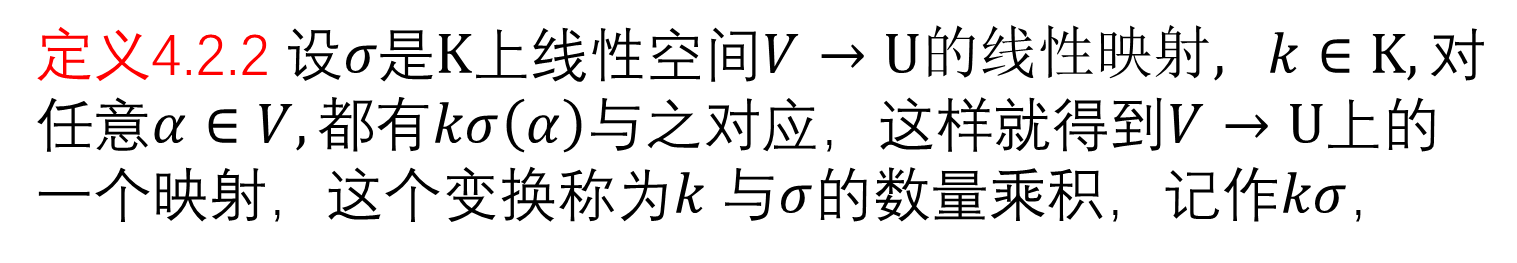 定义4.2.2 设𝜎是K上线性空间𝑉 → U的线性映射，𝑘 ∈ K,对
任意𝛼 ∈ 𝑉,都有𝑘𝜎(𝛼)与之对应，这样就得到𝑉 → U上的
一个映射，这个变换称为𝑘 与𝜎的数量乘积，记作𝑘𝜎，